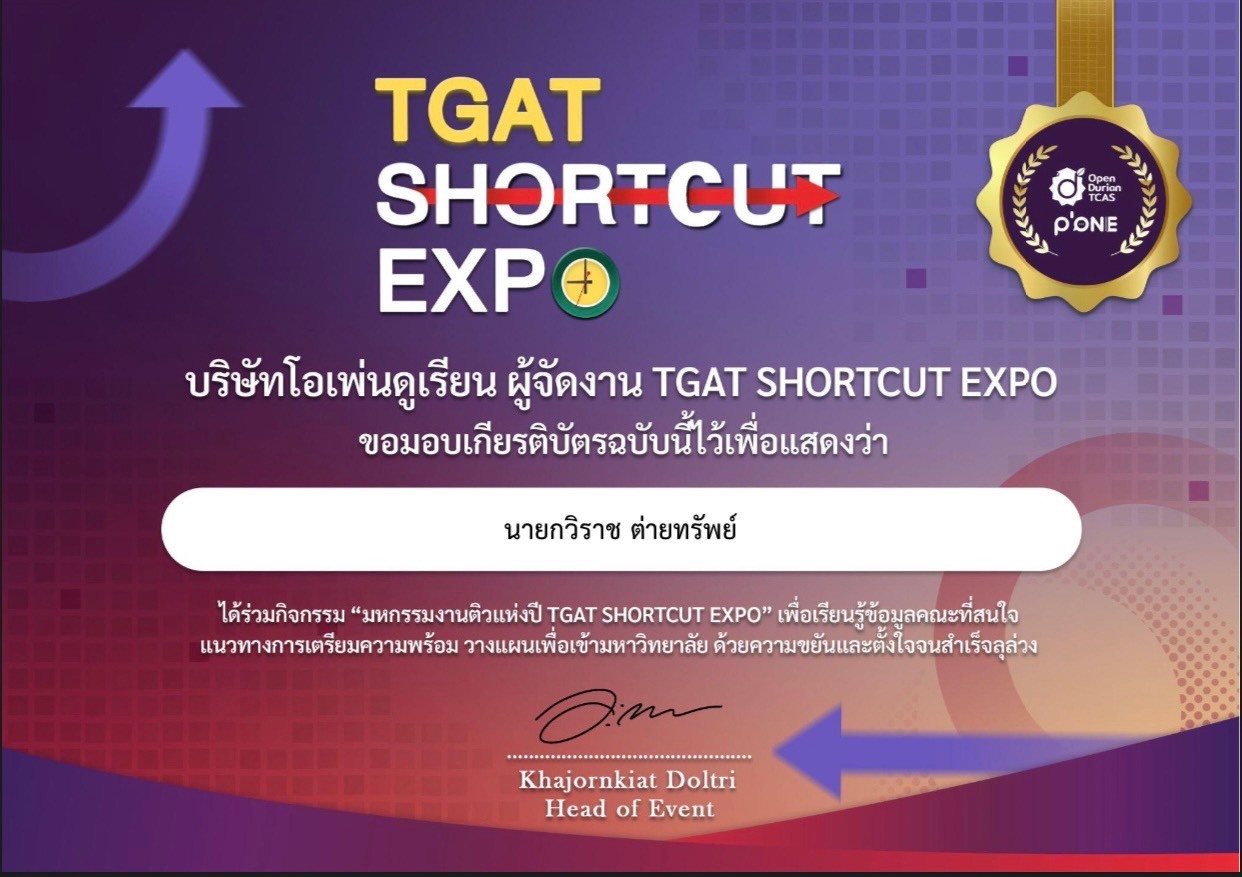 TGAT
SHORTCUT
EXPO
Open
Durian
TCAS
P'ONE
บริษัทโอเพ่นดูเรียน ผู้จัดงาน TGAT SHORTCUT EXPO
ขอมอบเกียรติบัตรฉบับนี้ไว้เพื่อแสดงว่า
นายกวิราช ต่ายทรัพย์
ได้ร่วมกิจกรรม “มหกรรมงานติวแห่งปี TGAT SHORTCUT EXPO” เพื่อเรียนรู้ข้อมูลคณะที่สนใจ
แนวทางการเตรียมความพร้อม วางแผนเพื่อเข้ามหาวิทยาลัย ด้วยความขยันและตั้งใจจนสำเร็จลุล่วง
Khajornkiat Doltri
Head of Event